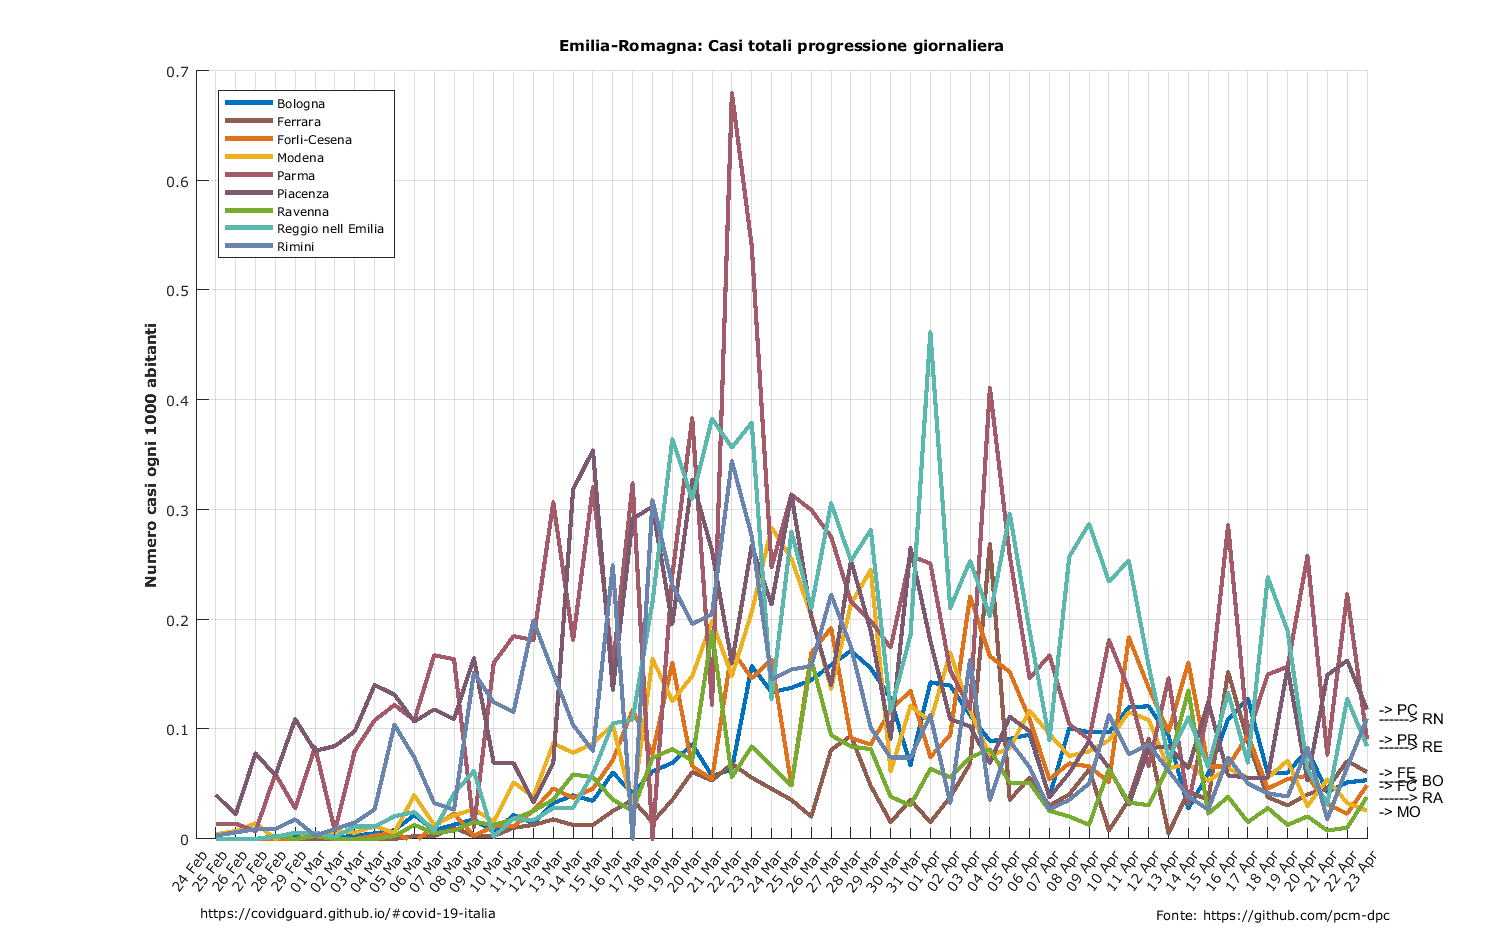 Emilia-Romagna: Casi totali progressione giornaliera
Numero casi ogni 1000 abitanti
0.7
0.6
0.5
0.4
0.3
0.2
0.1
0
Bologna
Ferrara
Forli-Cesena
Modena
Parma
Piacenza
Ravenna
Reggio nell Emilia
Rimini
-> PC
------> RN
-> PR
------> RE
-> FE
------> BO
-> FC
------> RA
-> MO
24 Feb
25 Feb
26 Feb
27 Feb
28 Feb
29 Feb
01 Mar
02 Mar
03 Mar
04 Mar
05 Mar
06 Mar
07 Mar
08 Mar
09 Mar
10 Mar
11 Mar
12 Mar
13 Mar
14 Mar
15 Mar
16 Mar
17 Mar
18 Mar
19 Mar
20 Mar
21 Mar
22 Mar
23 Mar
24 Mar
25 Mar
26 Mar
27 Mar
28 Mar
29 Mar
30 Mar
31 Mar
01 Apr
02 Apr
03 Apr
04 Apr
05 Apr
06 Apr
07 Apr
08 Apr
09 Apr
10 Apr
11 Apr
12 Apr
13 Apr
14 Apr
15 Apr
16 Apr
17 Apr
18 Apr
19 Apr
20 Apr
21 Apr
22 Apr
23 Apr
https://covidguard.github.io/#covid-19-italia
Fonte: https://github.com/pcm-dpc